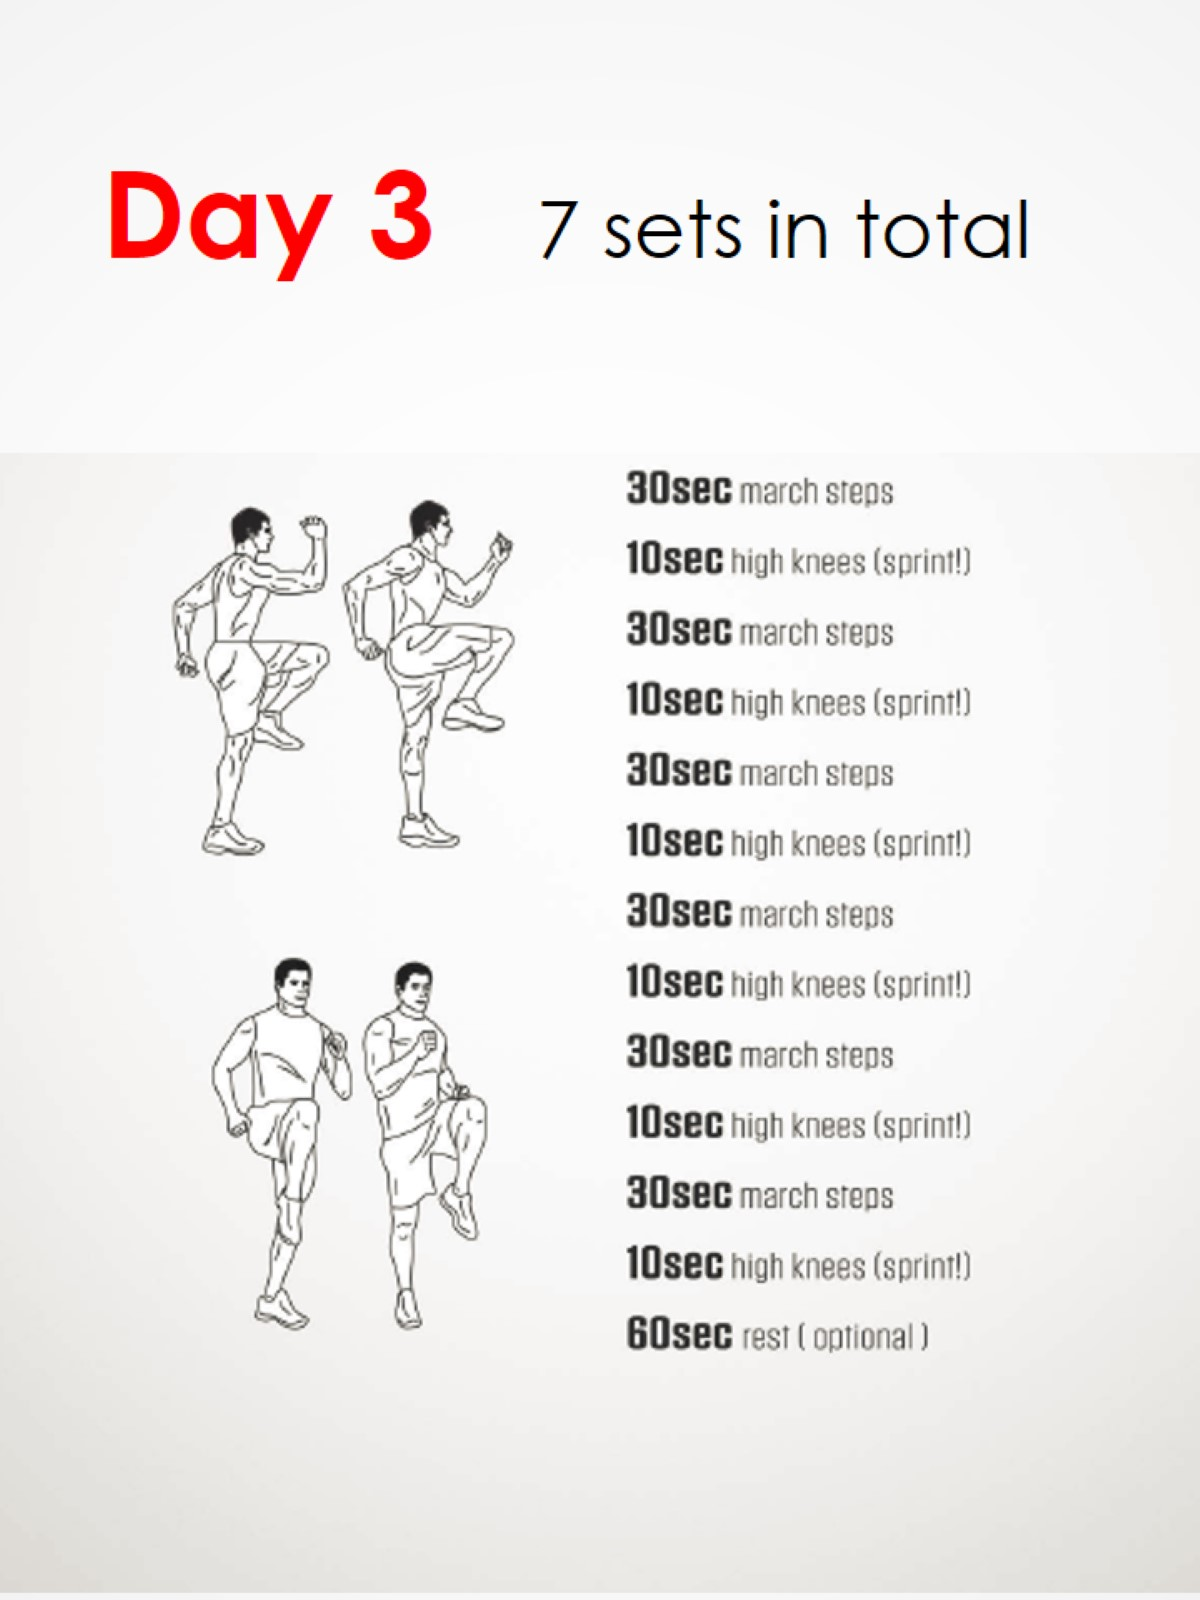 Day 3 7 sets in total
30sec march steps
10sec high knees (sprint!)
30sec march steps
10sec high knees (sprint!)
30sec march steps
10sec high knees (sprint!)
30sec march steps
10sec high knees (sprint!)
30sec march steps
10sec high knees (sprint!)
30sec march steps
10sec high knees (sprint!)
60sec rest ( optional )